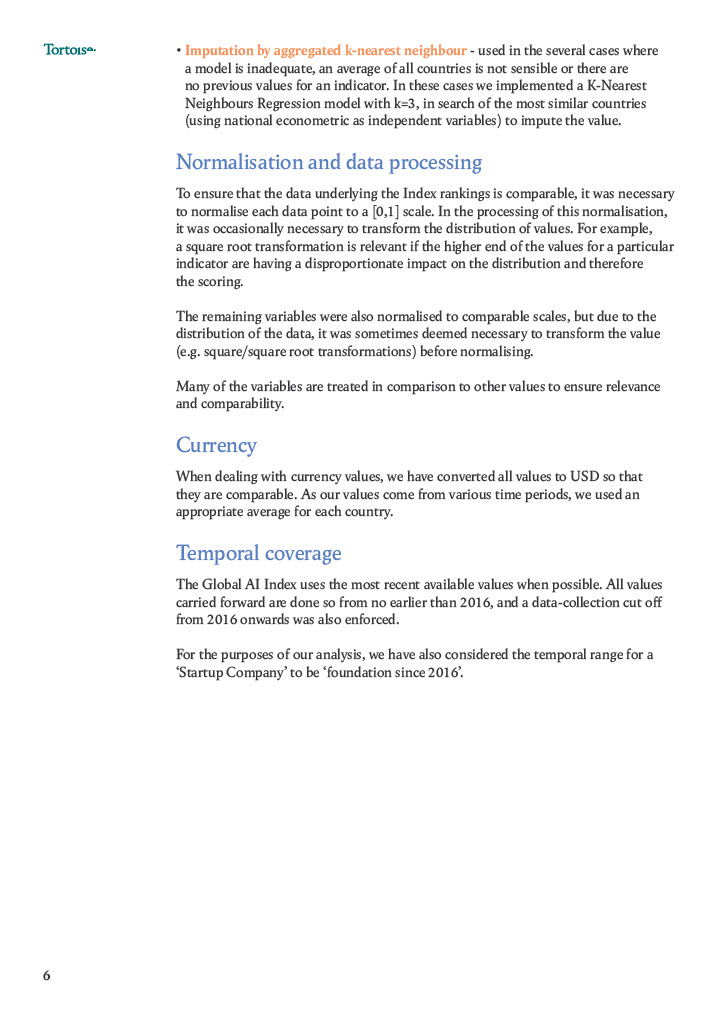 Tortoise
• Imputation by aggregated k-nearest neighbour - used in the several cases where
a model is inadequate, an average of all countries is not sensible or there are
no previous values for an indicator. In these cases we implemented a K-Nearest
Neighbours Regression model with k=3, in search of the most similar countries
(using national econometric as independent variables) to impute the value.
Normalisation and data processing
To ensure that the data underlying the Index rankings is comparable, it was necessary
to normalise each data point to a [0,1] scale. In the processing of this normalisation,
it was occasionally necessary to transform the distribution of values. For example,
a square root transformation is relevant if the higher end of the values for a particular
indicator are having a disproportionate impact on the distribution and therefore
the scoring.
The remaining variables were also normalised to comparable scales, but due to the
distribution of the data, it was sometimes deemed necessary to transform the value
(e.g. square/square root transformations) before normalising.
Many of the variables are treated in comparison to other values to ensure relevance
and comparability.
Currency
When dealing with currency values, we have converted all values to USD so that
they are comparable. As our values come from various time periods, we used an
appropriate average for each country.
Temporal coverage
The Global AI Index uses the most recent available values when possible. All values
carried forward are done so from no earlier than 2016, and a data-collection cut off
from 2016 onwards was also enforced.
For the purposes of our analysis, we have also considered the temporal range for a
‘Startup Company’ to be ‘foundation since 2016’.
6